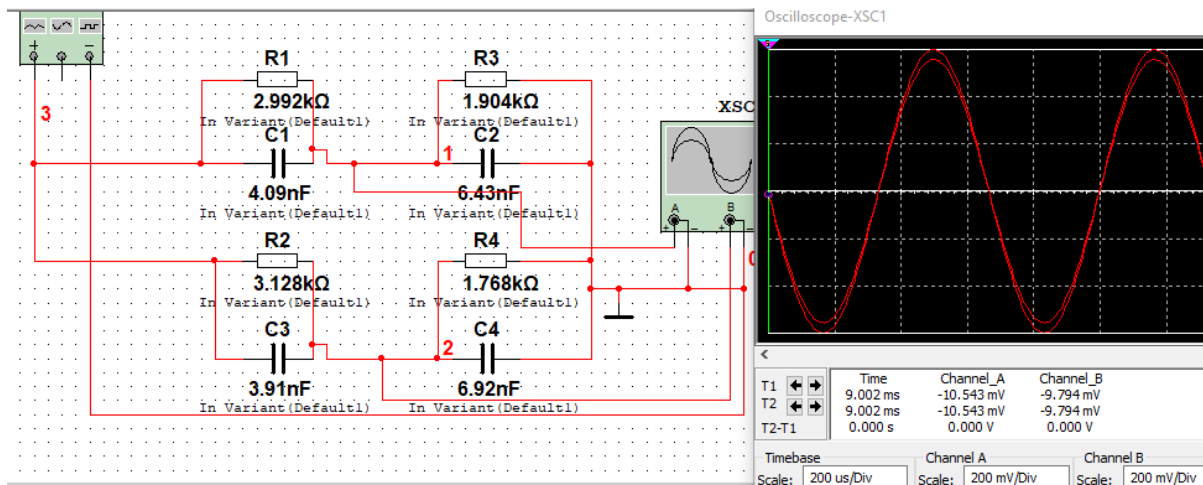 Oscilloscope-XSC1
+ −
3
R1
2.992kΩ
In Variant(Default1)
C1
4.09nF
In Variant(Default1)
R3
1.904kΩ
In Variant(Default1)
1
C2
6.43nF
In Variant(Default1)
XSC
A B
+ − + −
R2
3.128kΩ
In Variant(Default1)
C3
3.91nF
In Variant(Default1)
R4
1.768kΩ
In Variant(Default1)
2
C4
6.92nF
In Variant(Default1)
0
<
Time Channel_A Channel_B
T1 9.002 ms -10.543 mV -9.794 mV
T2 9.002 ms -10.543 mV -9.794 mV
T2-T1 0.000 s 0.000 V 0.000 V
Timebase Channel A Channel B
Scale: 200 us/Div Scale: 200 mV/Div Scale: 200 mV/Div